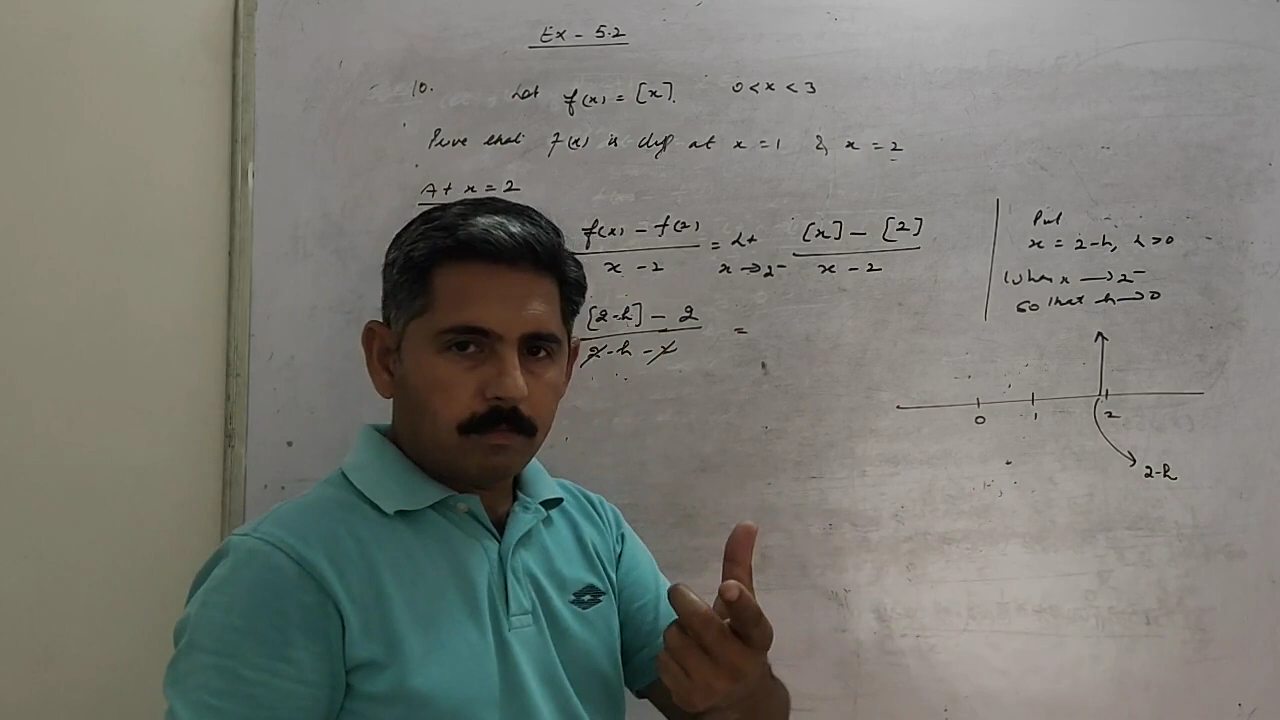 Ex - 5.2
10. Let f(x) = [x]. 0 < x < 3
Prove that f(x) is diff at x = 1 & x = 2
At x = 2
f(x) - f(2) / x - 2 = Lt x → 2⁻ [x] - [2] / x - 2
[2-h] - 2 / 2 - h - 2 =
Put
x = 2-h, h > 0
When x → 2⁻
So that h → 0
0 1 2
2-h